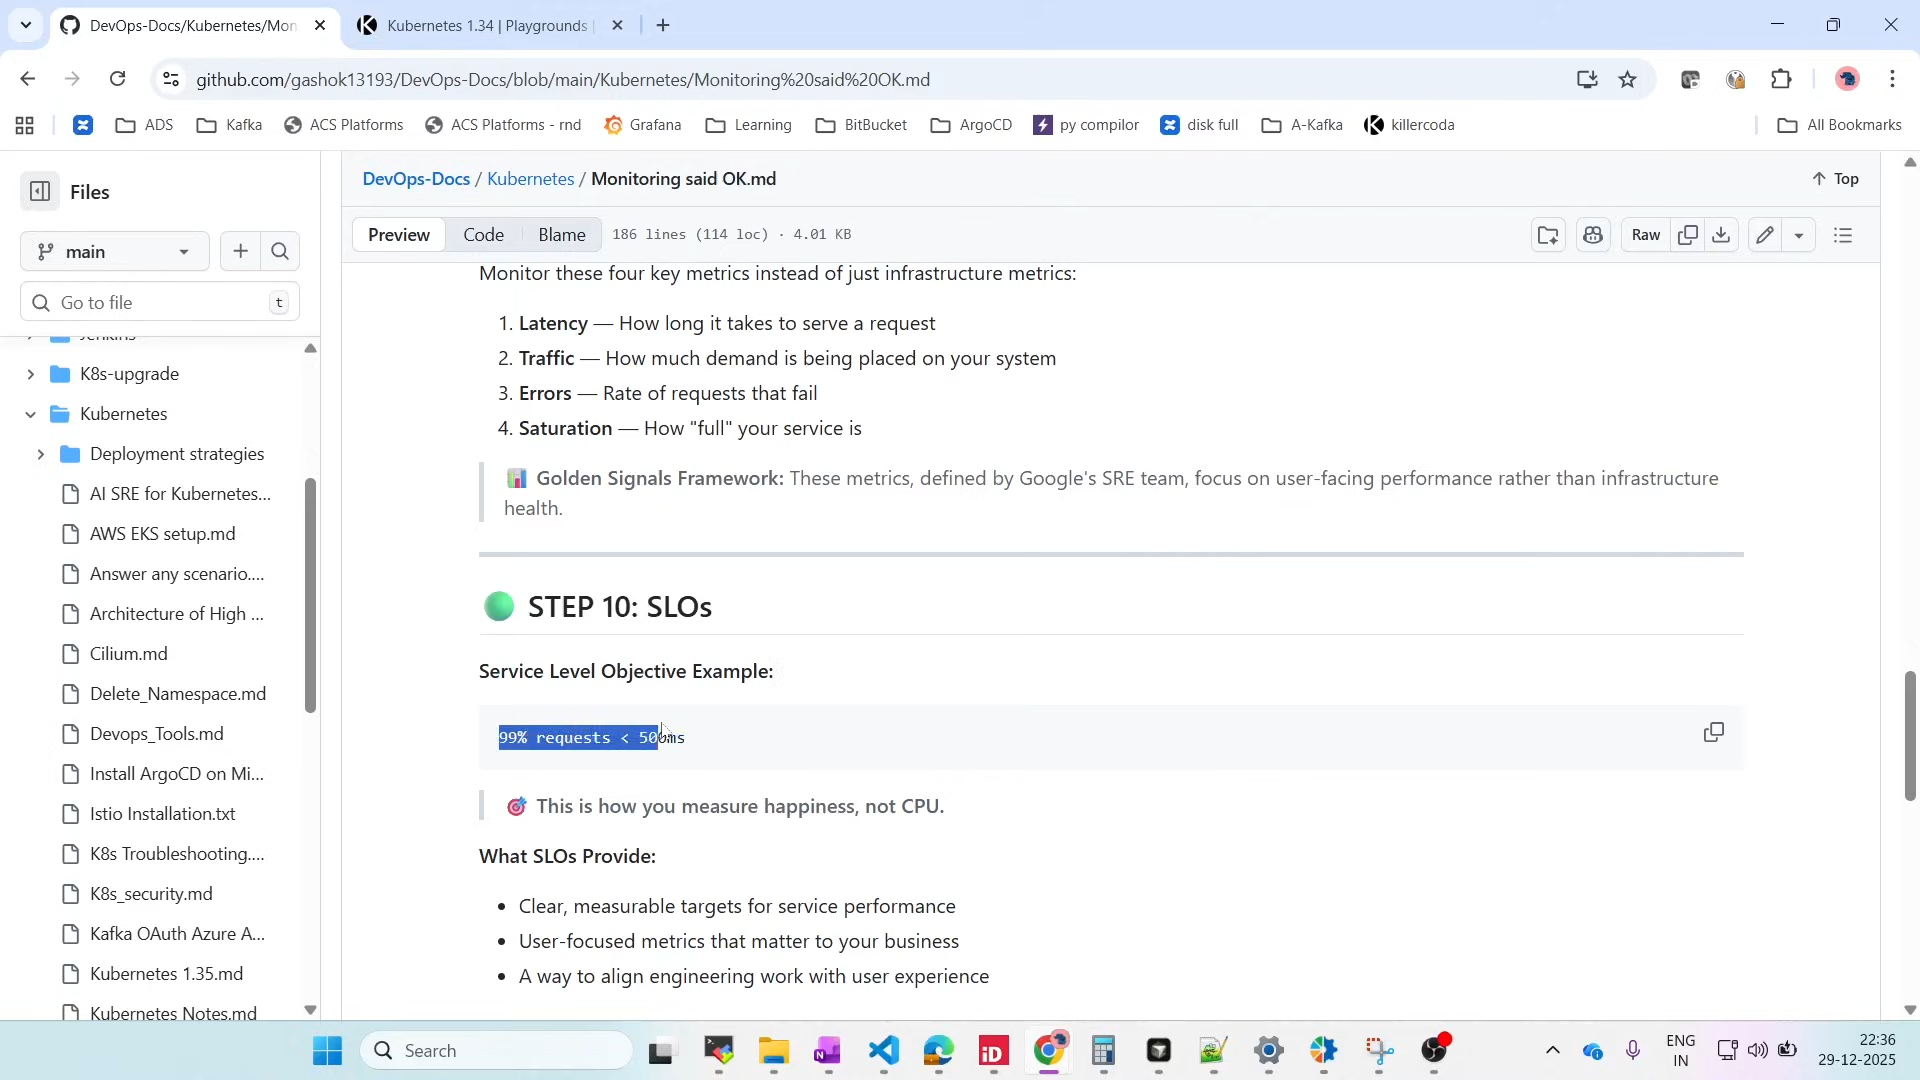 DevOps-Docs/Kubernetes/Mon
Kubernetes 1.34 | Playgrounds
github.com/gashok13193/DevOps-Docs/blob/main/Kubernetes/Monitoring%20said%20OK.md
ADS
Kafka
ACS Platforms
ACS Platforms - rnd
Grafana
Learning
BitBucket
ArgoCD
py compilor
disk full
A-Kafka
killercoda
All Bookmarks
Files
main
Go to file
t
K8s-upgrade
Kubernetes
Deployment strategies
AI SRE for Kubernetes...
AWS EKS setup.md
Answer any scenario....
Architecture of High ...
Cilium.md
Delete_Namespace.md
Devops_Tools.md
Install ArgoCD on Mi...
Istio Installation.txt
K8s Troubleshooting....
K8s_security.md
Kafka OAuth Azure A...
Kubernetes 1.35.md
Kubernetes Notes.md
DevOps-Docs / Kubernetes / Monitoring said OK.md
Top
Preview
Code
Blame
186 lines (114 loc) · 4.01 KB
Raw
Monitor these four key metrics instead of just infrastructure metrics:
1. Latency — How long it takes to serve a request
2. Traffic — How much demand is being placed on your system
3. Errors — Rate of requests that fail
4. Saturation — How "full" your service is
📊 Golden Signals Framework: These metrics, defined by Google's SRE team, focus on user-facing performance rather than infrastructure
health.
STEP 10: SLOs
Service Level Objective Example:
99% requests < 500ms
🎯 This is how you measure happiness, not CPU.
What SLOs Provide:
• Clear, measurable targets for service performance
• User-focused metrics that matter to your business
• A way to align engineering work with user experience
Search
ENG
IN
22:36
29-12-2025